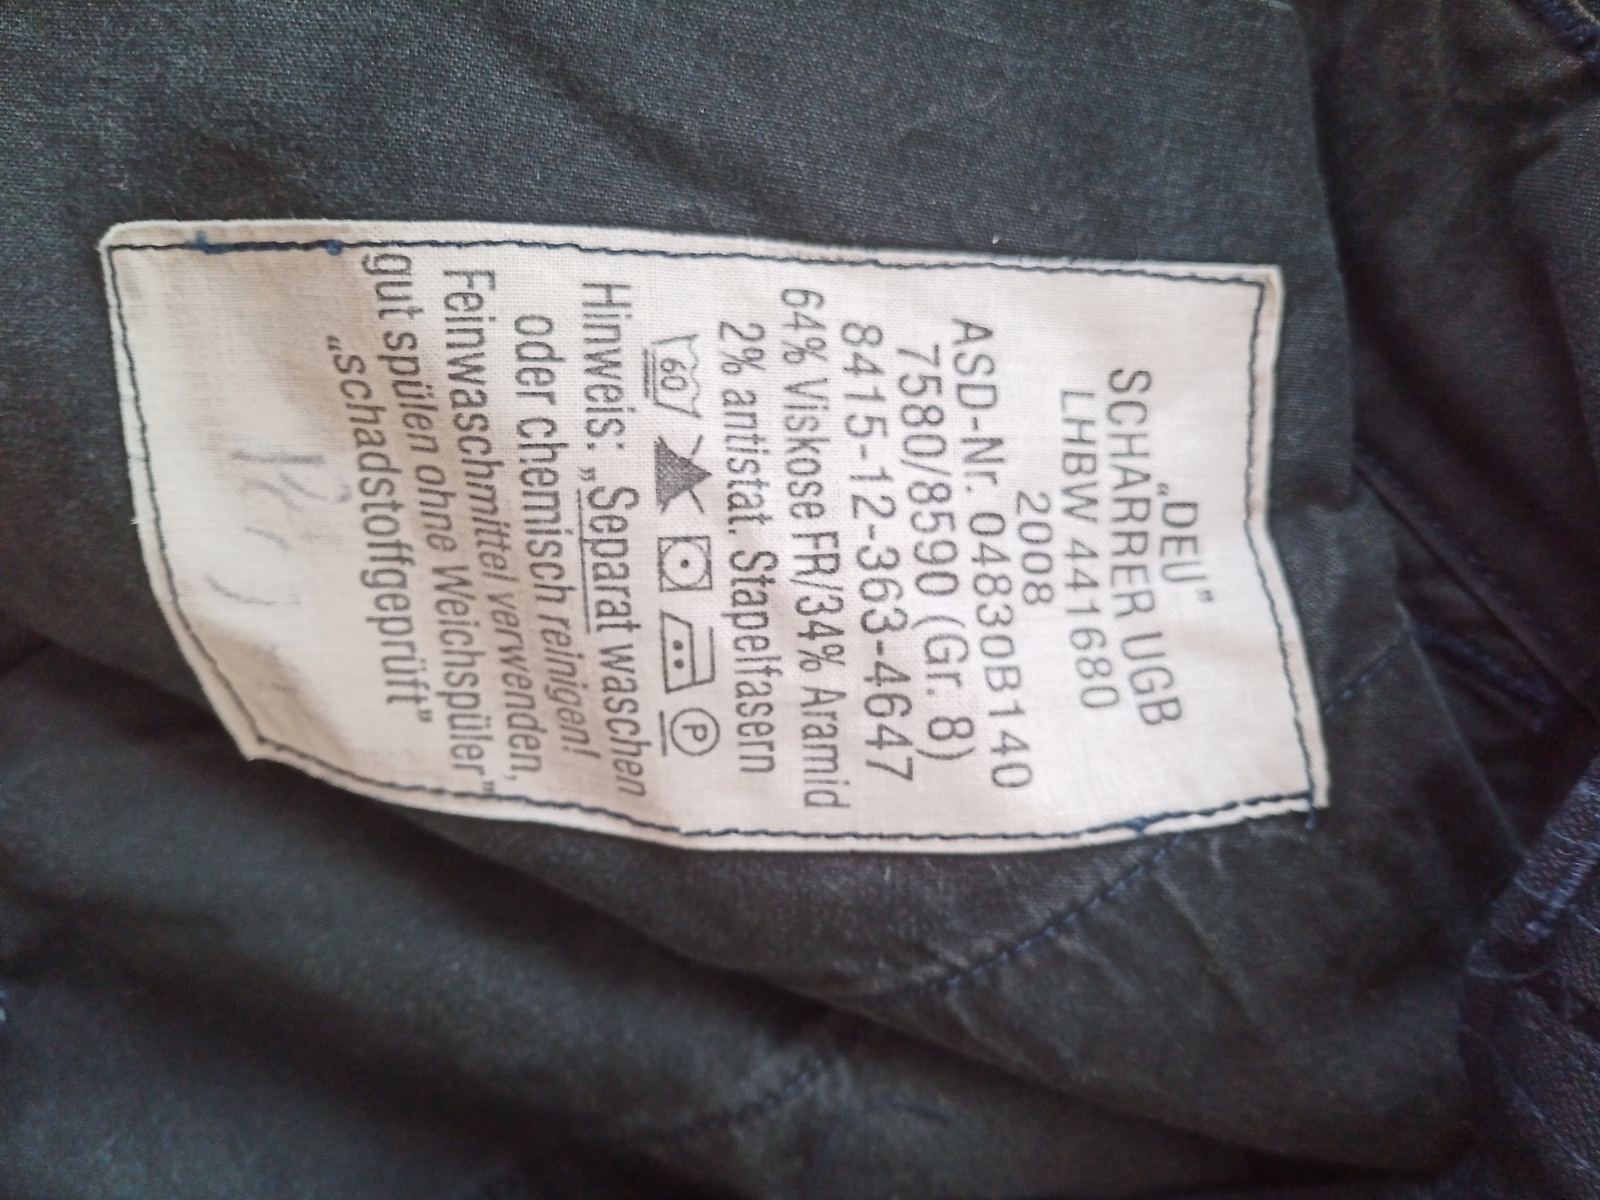 „DEU”
SCHARRER UGB
LHBW 441680
2008
ASD-Nr. 04830B140
7580/8590 (Gr. 8)
8415-12-363-4647
64% Viskose FR/34% Aramid
2% antistat. Stapelfasern
60 P
Hinweis: „Separat waschen
oder chemisch reinigen!
Feinwaschmittel verwenden,
gut spülen ohne Weichspüler”
“schadstoffgeprüft”